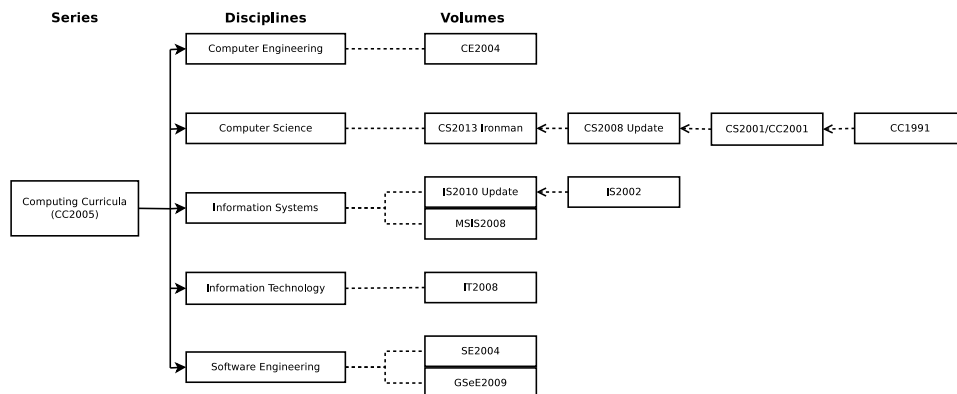 Series
Disciplines
Volumes
Computer Engineering
CE2004
Computer Science
CS2013 Ironman
CS2008 Update
CS2001/CC2001
CC1991
Computing Curricula
(CC2005)
Information Systems
IS2010 Update
IS2002
MSIS2008
Information Technology
IT2008
Software Engineering
SE2004
GSeE2009